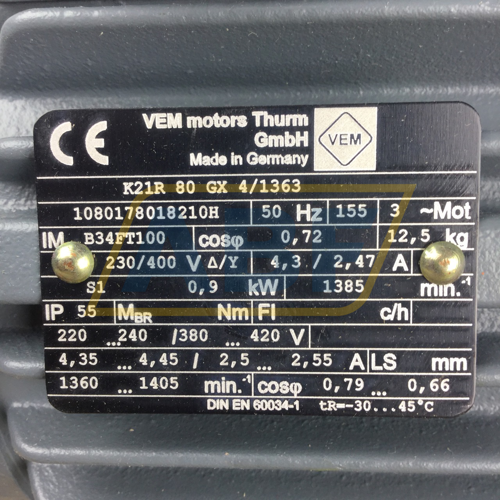 CE VEM motors Thurm
GmbH
Made in Germany
VEM
K21R 80 GX 4/1363
1080178018210H 50 Hz 155 3 ~Mot
IM B34FT100 cosφ 0,72 12,5 kg
230/400 V Δ/Y 4,3 / 2,47 A
S1 0,9 kW 1385 min.⁻¹
IP 55 MBR Nm FI c/h
220 ...240 /380 ... 420 V
4,35 ... 4,45 / 2,5 ... 2,55 A LS mm
1360 ... 1405 min.⁻¹ cosφ 0,79 ... 0,66
DIN EN 60034-1 tR=-30...45°C